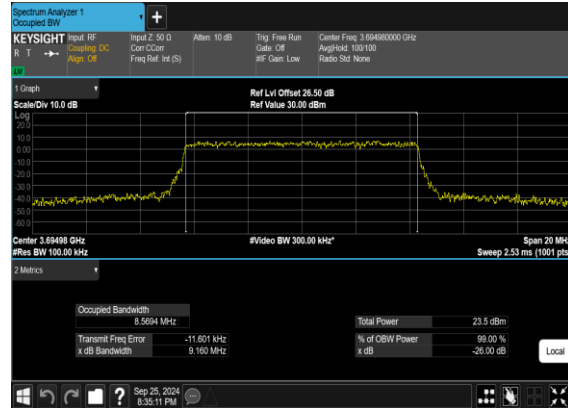 Spectrum Analyzer 1
Occupied BW
+
KEYSIGHT
R T
LXI
Input: RF
Coupling: DC
Align: Off
Input Z: 50 Ω
Corr CCorr
Freq Ref: Int (S)
Atten: 10 dB
Trig: Free Run
Gate: Off
#IF Gain: Low
Center Freq: 3.694980000 GHz
Avg|Hold: 100/100
Radio Std: None
1 Graph
Scale/Div 10.0 dB
Ref Lvl Offset 26.50 dB
Ref Value 30.00 dBm
Log
20.0
10.0
0.00
-10.0
-20.0
-30.0
-40.0
-50.0
-60.0
Center 3.69498 GHz
#Res BW 100.00 kHz
#Video BW 300.00 kHz*
Span 20 MHz
Sweep 2.53 ms (1001 pts)
2 Metrics
Occupied Bandwidth
8.5694 MHz
Transmit Freq Error -11.601 kHz
x dB Bandwidth 9.160 MHz
Total Power 23.5 dBm
% of OBW Power 99.00 %
x dB -26.00 dB
Local
?
Sep 25, 2024
8:35:11 PM